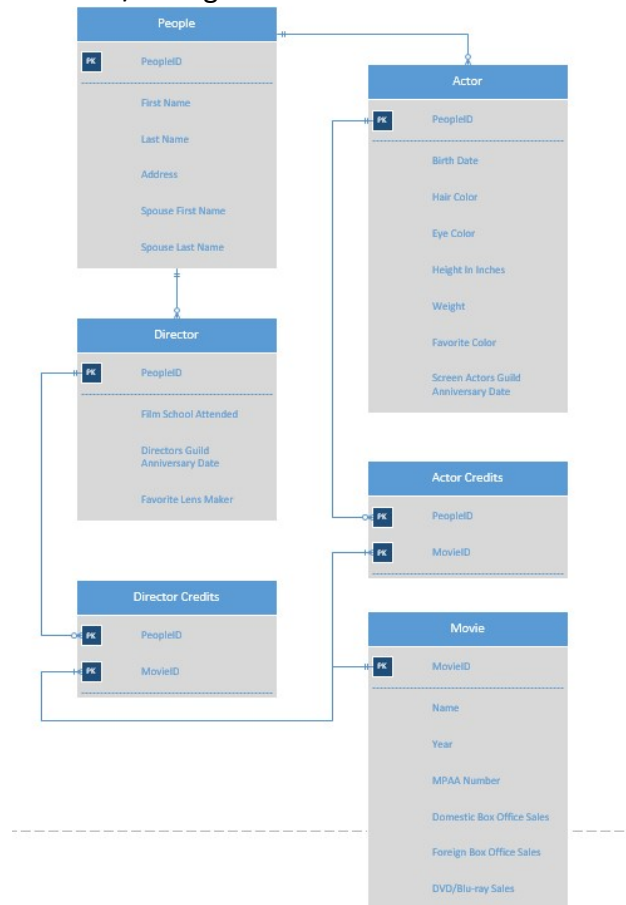 People
PK PeopleID
First Name
Last Name
Address
Spouse First Name
Spouse Last Name
Actor
PK PeopleID
Birth Date
Hair Color
Eye Color
Height In Inches
Weight
Favorite Color
Screen Actors Guild
Anniversary Date
Director
PK PeopleID
Film School Attended
Directors Guild
Anniversary Date
Favorite Lens Maker
Actor Credits
PK PeopleID
PK MovieID
Director Credits
PK PeopleID
PK MovieID
Movie
PK MovieID
Name
Year
MPAA Number
Domestic Box Office Sales
Foreign Box Office Sales
DVD/Blu-ray Sales